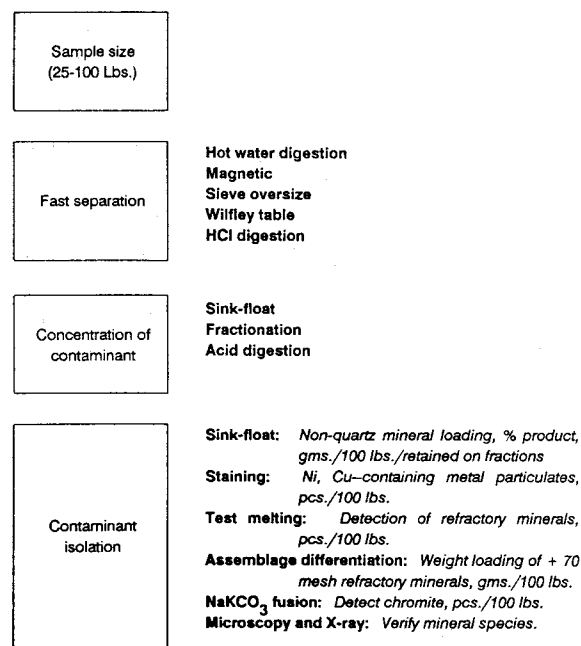 Sample size
(25-100 Lbs.)
Fast separation
Hot water digestion
Magnetic
Sieve oversize
Wilfley table
HCl digestion
Concentration of
contaminant
Sink-float
Fractionation
Acid digestion
Contaminant
isolation
Sink-float: Non-quartz mineral loading, % product,
gms./100 lbs./retained on fractions
Staining: Ni, Cu–containing metal particulates,
pcs./100 lbs.
Test melting: Detection of refractory minerals,
pcs./100 lbs.
Assemblage differentiation: Weight loading of + 70
mesh refractory minerals, gms./100 lbs.
NaKCO3 fusion: Detect chromite, pcs./100 lbs.
Microscopy and X-ray: Verify mineral species.